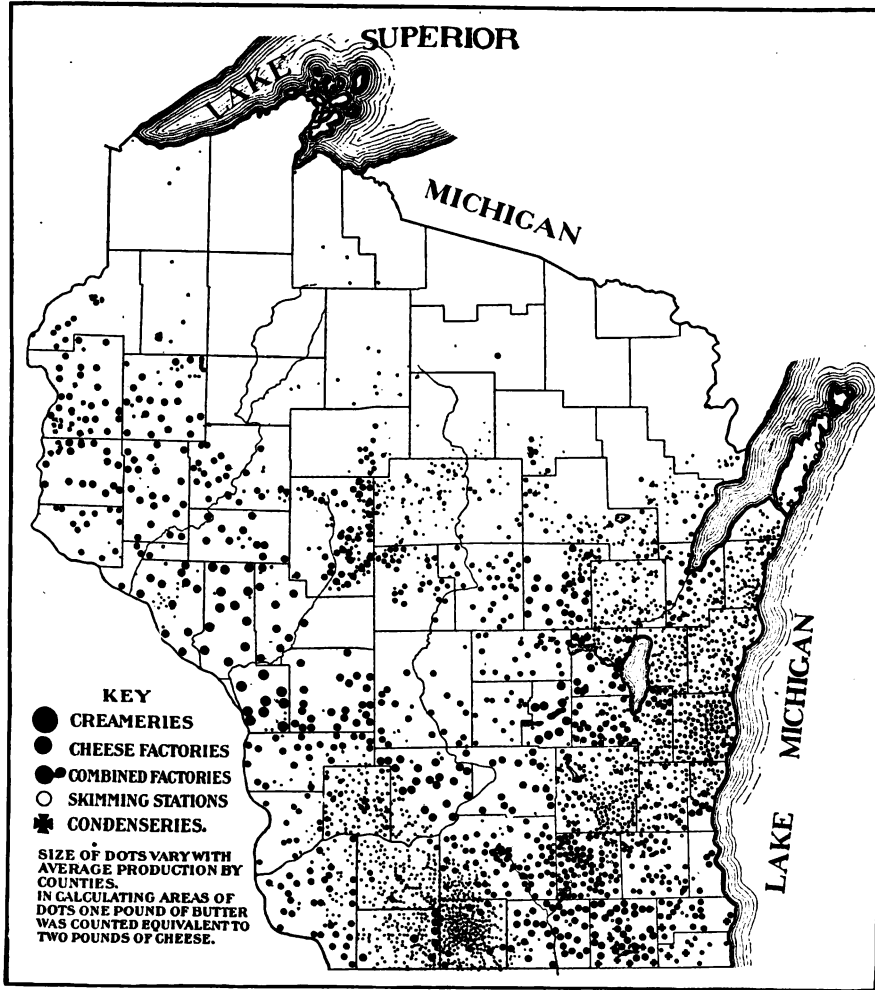 SUPERIOR
LAKE
MICHIGAN
LAKE MICHIGAN
KEY
CREAMERIES
CHEESE FACTORIES
COMBINED FACTORIES
SKIMMING STATIONS
CONDENSERIES.
SIZE OF DOTS VARY WITH
AVERAGE PRODUCTION BY
COUNTIES.
IN CALCULATING AREAS OF
DOTS ONE POUND OF BUTTER
WAS COUNTED EQUIVALENT TO
TWO POUNDS OF CHEESE.